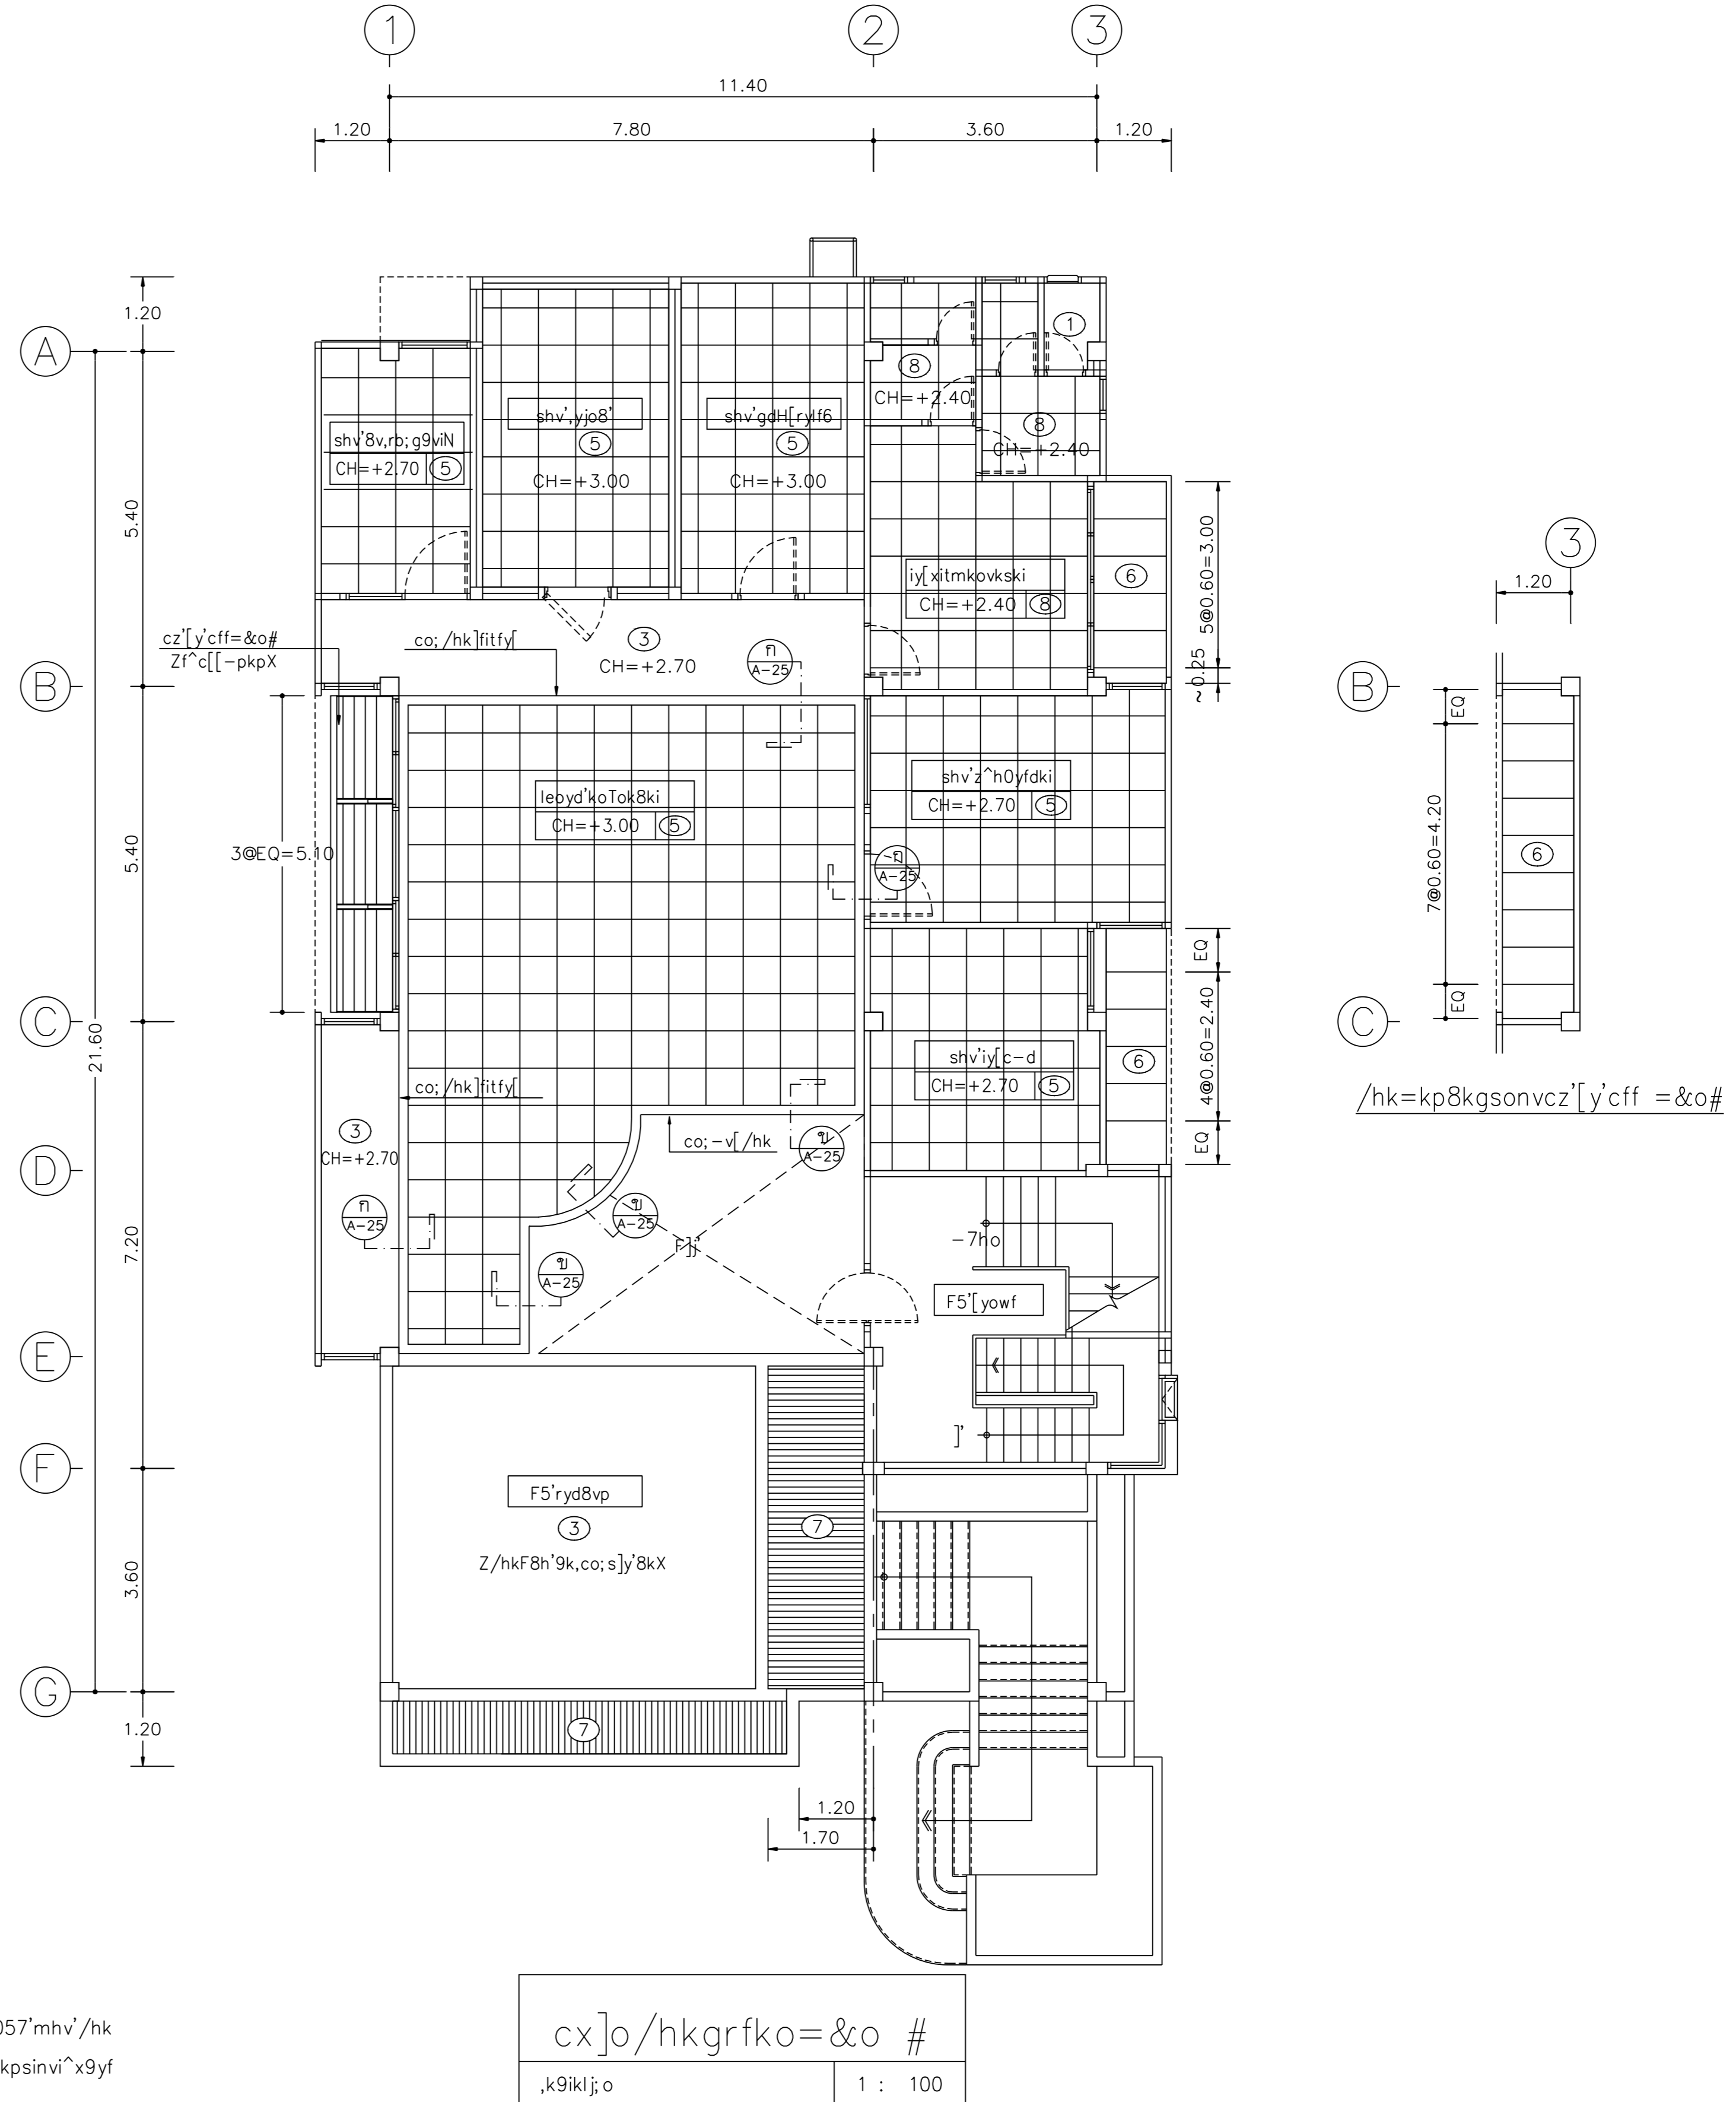 1
2
3
11.40
1.20
7.80
3.60
1.20
1.20
A
1
8
CH=+2.40
shv',yjo8'
shv'gdH[rylf6
5
5
8
CH=+2.40
shv'8v,rb;g9viN
CH=+2.70
5
CH=+3.00
CH=+3.00
5.40
5@0.60=3.00
3
1.20
iy[xitmkovkski
CH=+2.40
8
6
cz'[y'cff=&o#
Zf^c[[-pkpX
co;/hk]fitfy[
3
CH=+2.70
ก
A-25
B
~0.25
B
EQ
shv'z^h0yfdki
CH=+2.70
5
leoyd'koTok8ki
CH=+3.00
5
5.40
3@EQ=5.10
7@0.60=4.20
6
A-25
EQ
C
21.60
4@0.60=2.40
EQ
C
shv'iy[c-d
CH=+2.70
5
6
co;/hk]fitfy[
/hk=kp8kgsonvcz'[y'cff =&o#
3
CH=+2.70
co;-v[/hk
ข
A-25
EQ
D
ก
A-25
ข
A-25
7.20
F]j'
-7ho
ข
A-25
F5'[yowf
E
]'
F
F5'ryd8vp
3
7
Z/hkF8h'9k,co;s]y'8kX
3.60
G
1.20
7
1.20
1.70
057'mhv'/hk
kpsinvi^x9yf
cx]o/hkgrfko=&o #
,k9iklj;o
1 : 100